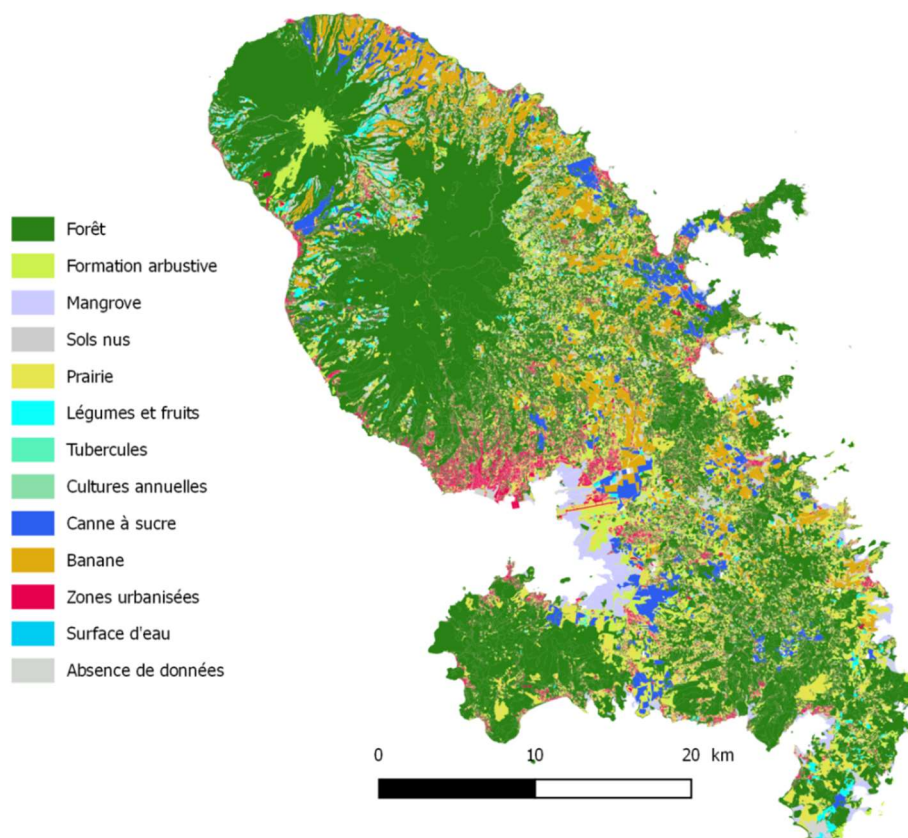 Forêt
Formation arbustive
Mangrove
Sols nus
Prairie
Légumes et fruits
Tubercules
Cultures annuelles
Canne à sucre
Banane
Zones urbanisées
Surface d'eau
Absence de données
0 10 20 km